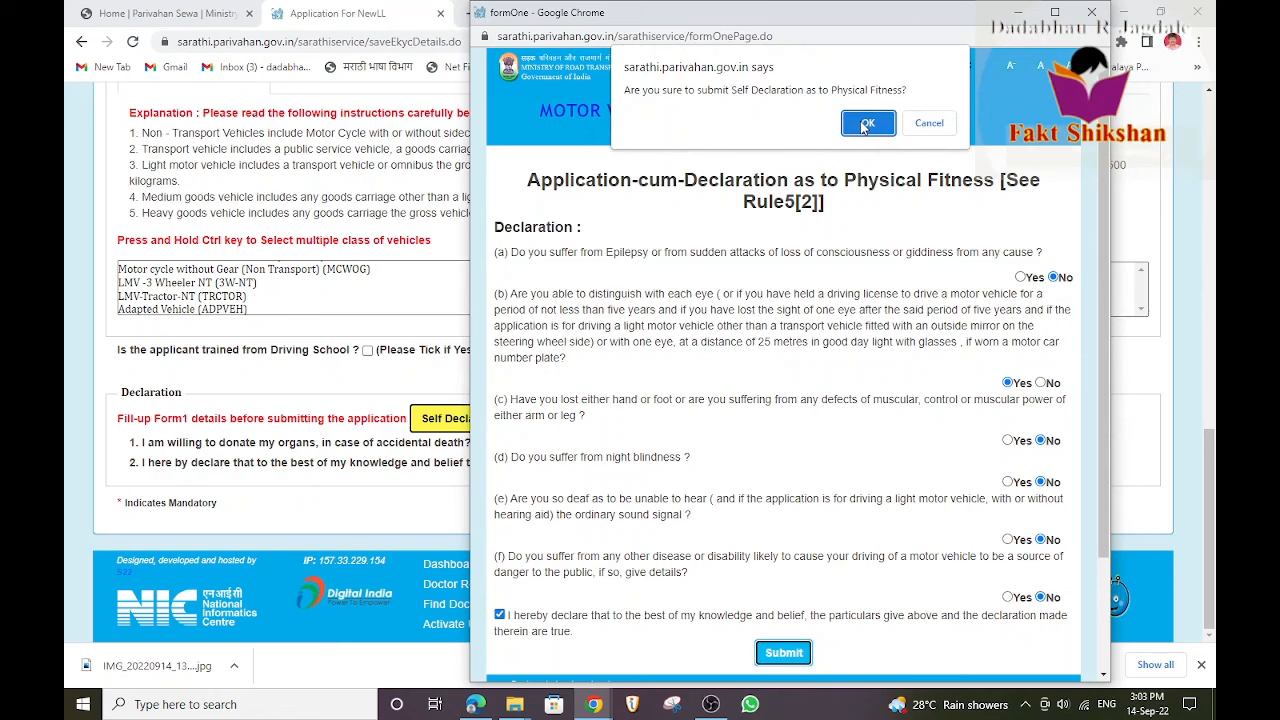 Home | Parivahan Sewa | Ministry
Application For NewLL
formOne - Google Chrome
Dadabhau R Jagdale
sarathi.parivahan.gov.in/sarathiservice/saveEkycDetails.do
sarathi.parivahan.gov.in/sarathiservice/formOnePage.do
New Tab
Gmail
Inbox (3) - dadabha...
मराठी भाषा विभाग
Net Fi
alaya P...
Fakt Shikshan
sarathi.parivahan.gov.in says
Are you sure to submit Self Declaration as to Physical Fitness?
OK
Cancel
सड़क परिवहन और राजमार्ग मं
MINISTRY OF ROAD TRANS
Government of India
MOTOR V
A-
A
Explanation : Please read the following instructions carefully be
1. Non - Transport Vehicles include Motor Cycle with or without sidec
2. Transport Vehicle includes a public service vehicle, a goods carriag
3. Light motor vehicle includes a transport vehicle or omnibus the gro
kilograms.
4. Medium goods vehicle includes any goods carriage other than a lig
5. Heavy goods vehicle includes any goods carriage the gross vehicle
500
Press and Hold Ctrl key to Select multiple class of vehicles
Motor cycle without Gear (Non Transport) (MCWOG)
LMV -3 Wheeler NT (3W-NT)
LMV-Tractor-NT (TRCTOR)
Adapted Vehicle (ADPVEH)
Is the applicant trained from Driving School ? (Please Tick if Yes
Declaration
Fill-up Form1 details before submitting the application
Self Decla
1. I am willing to donate my organs, in case of accidental death?
2. I here by declare that to the best of my knowledge and belief t
* Indicates Mandatory
Application-cum-Declaration as to Physical Fitness [See
Rule5[2]]
Declaration :
(a) Do you suffer from Epilepsy or from sudden attacks of loss of consciousness or giddiness from any cause ?
Yes No
(b) Are you able to distinguish with each eye ( or if you have held a driving license to drive a motor vehicle for a
period of not less than five years and if you have lost the sight of one eye after the said period of five years and if the
application is for driving a light motor vehicle other than a transport vehicle fitted with an outside mirror on the
steering wheel side) or with one eye, at a distance of 25 metres in good day light with glasses , if worn a motor car
number plate?
Yes No
(c) Have you lost either hand or foot or are you suffering from any defects of muscular, control or muscular power of
either arm or leg ?
Yes No
(d) Do you suffer from night blindness ?
Yes No
(e) Are you so deaf as to be unable to hear ( and if the application is for driving a light motor vehicle, with or without
hearing aid) the ordinary sound signal ?
Yes No
(f) Do you suffer from any other disease or disability likely to cause your driving of a motor vehicle to be a source of
danger to the public, if so, give details?
Yes No
I hereby declare that to the best of my knowledge and belief, the particulars give above and the declaration made
therein are true.
Submit
Designed, developed and hosted by
S22
NIC
एन आई सी
National
Informatics
Centre
IP: 157.33.229.154
Digital India
Power To Empower
Dashboa
Doctor R
Find Doc
Activate
IMG_20220914_13....jpg
Show all
Type here to search
28°C Rain showers
3:03 PM
14-Sep-22